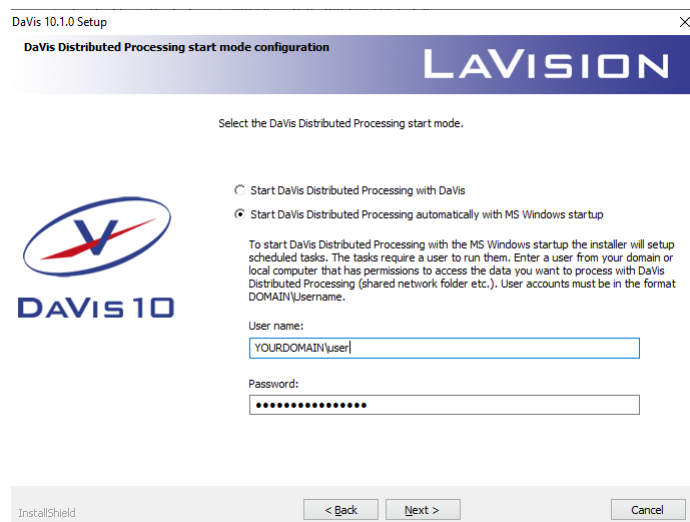 DaVis 10.1.0 Setup
DaVis Distributed Processing start mode configuration
LAVISION
Select the DaVis Distributed Processing start mode.
Start DaVis Distributed Processing with DaVis
Start DaVis Distributed Processing automatically with MS Windows startup
To start DaVis Distributed Processing with the MS Windows startup the installer will setup
scheduled tasks. The tasks require a user to run them. Enter a user from your domain or
local computer that has permissions to access the data you want to process with DaVis
Distributed Processing (shared network folder etc.). User accounts must be in the format
DOMAIN\Username.
DAVIS 10
User name:
YOURDOMAIN\user
Password:
••••••••••••••••
InstallShield
< Back
Next >
Cancel